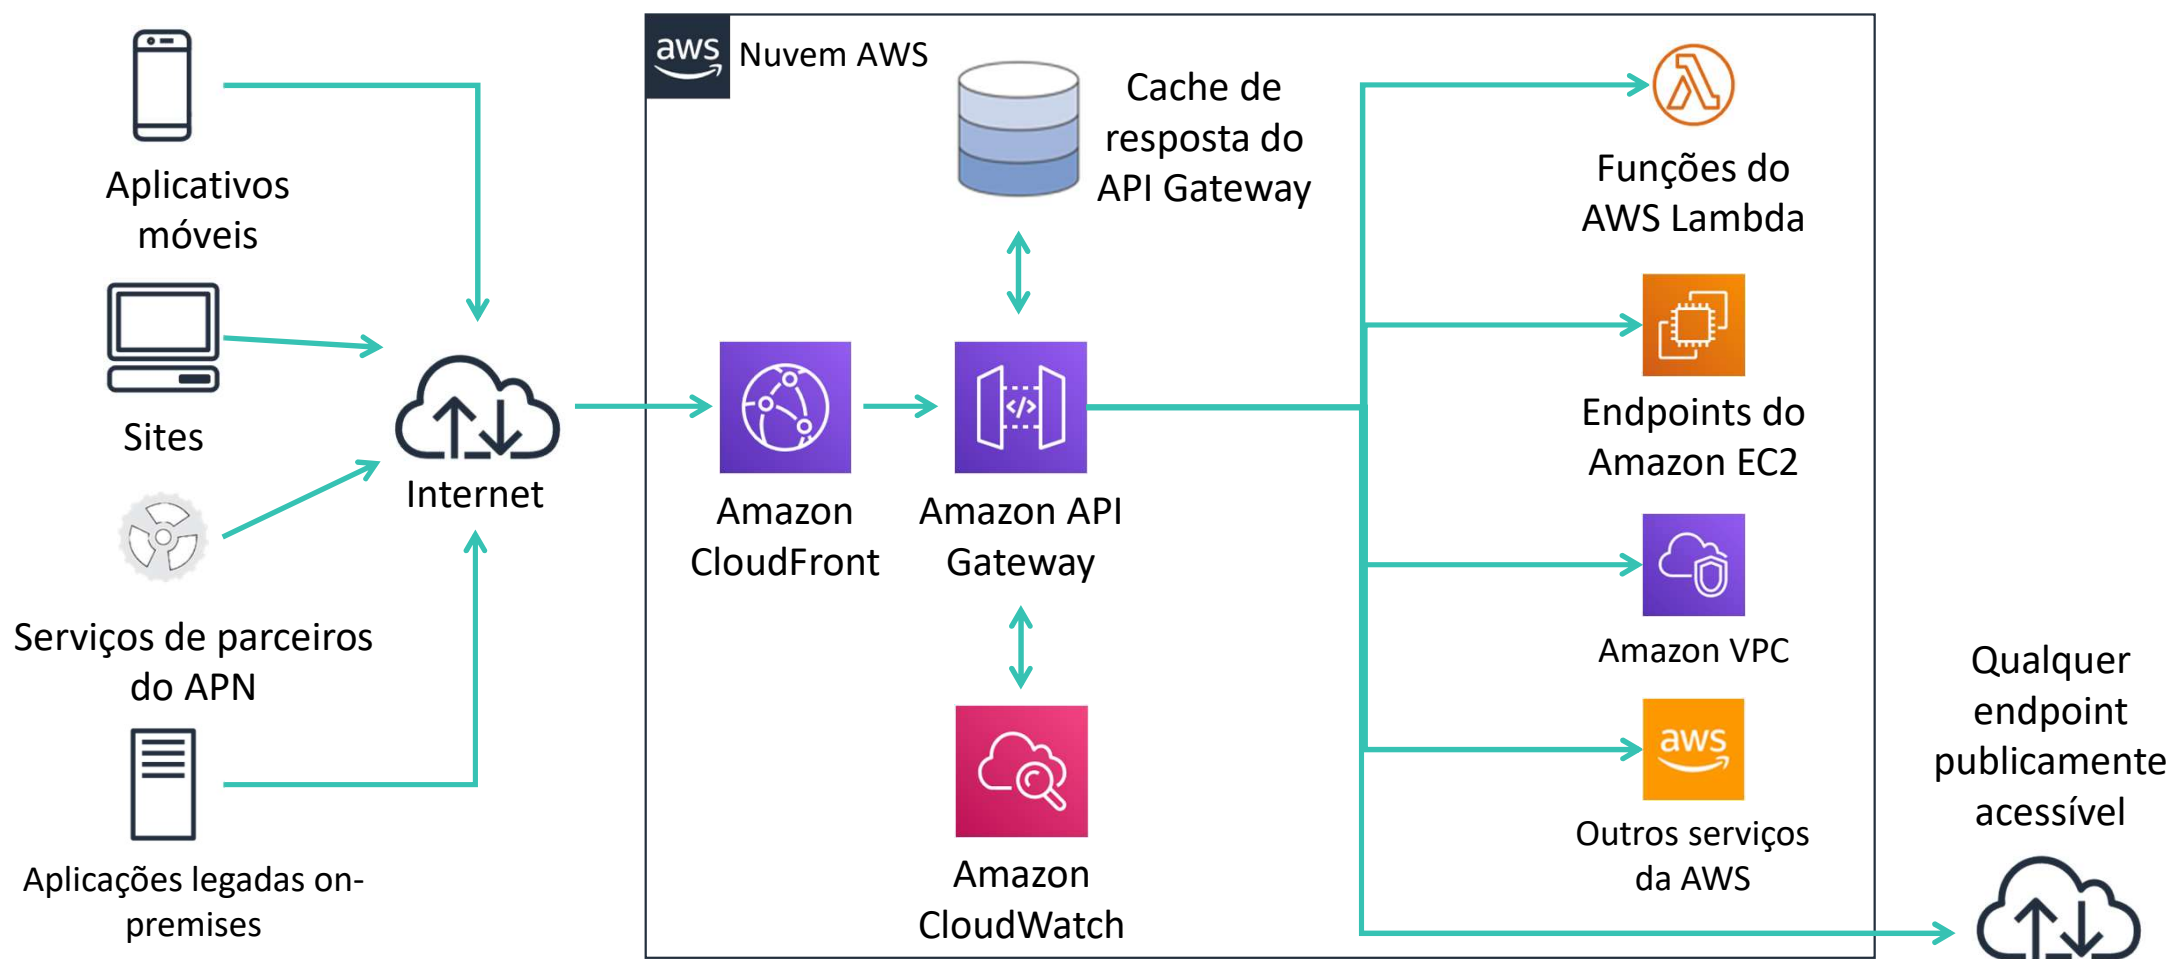 aws
Nuvem AWS
Aplicativos
móveis
Sites
Serviços de parceiros
do APN
Aplicações legadas on-
premises
Internet
Cache de
resposta do
API Gateway
Amazon
CloudFront
</>
Amazon API
Gateway
Amazon
CloudWatch
Funções do
AWS Lambda
Endpoints do
Amazon EC2
Amazon VPC
aws
Outros serviços
da AWS
Qualquer
endpoint
publicamente
acessível